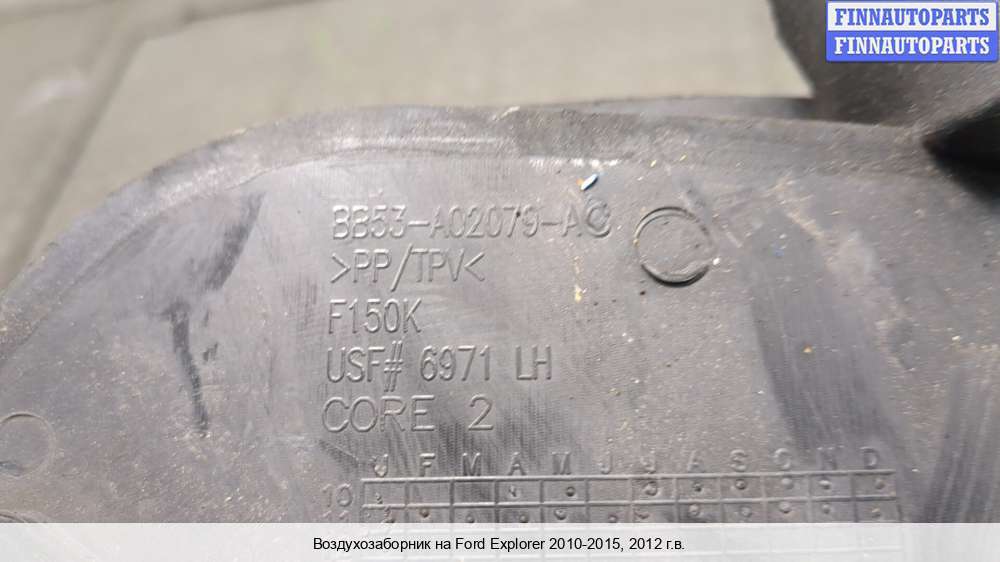 FINNAUTOPARTS
FINNAUTOPARTS
BB53-A02079-AC
>PP/TPV<
F150K
USF# 6971 LH
CORE 2
J F M A M J J A S O N D
10
Воздухозаборник на Ford Explorer 2010-2015, 2012 г.в.